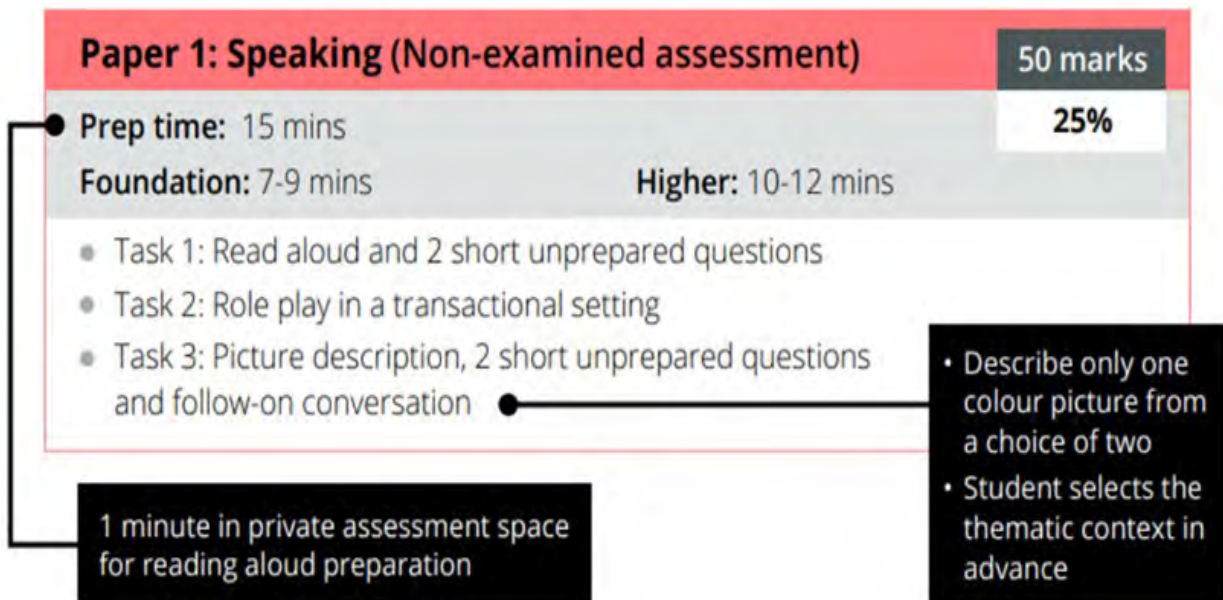 Paper 1: Speaking (Non-examined assessment)
50 marks
25%
Prep time: 15 mins
Foundation: 7-9 mins
Higher: 10-12 mins
• Task 1: Read aloud and 2 short unprepared questions
• Task 2: Role play in a transactional setting
• Task 3: Picture description, 2 short unprepared questions
and follow-on conversation
• Describe only one
colour picture from
a choice of two
• Student selects the
thematic context in
advance
1 minute in private assessment space
for reading aloud preparation